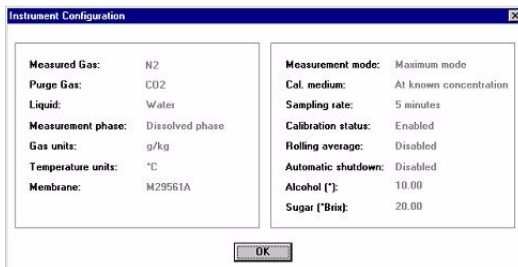 Instrument Configuration
Measured Gas: N2
Purge Gas: CO2
Liquid: Water
Measurement phase: Dissolved phase
Gas units: g/kg
Temperature units: °C
Membrane: M29561A
Measurement mode: Maximum mode
Cal. medium: At known concentration
Sampling rate: 5 minutes
Calibration status: Enabled
Rolling average: Disabled
Automatic shutdown: Disabled
Alcohol (°): 10.00
Sugar (°Brix): 20.00
OK